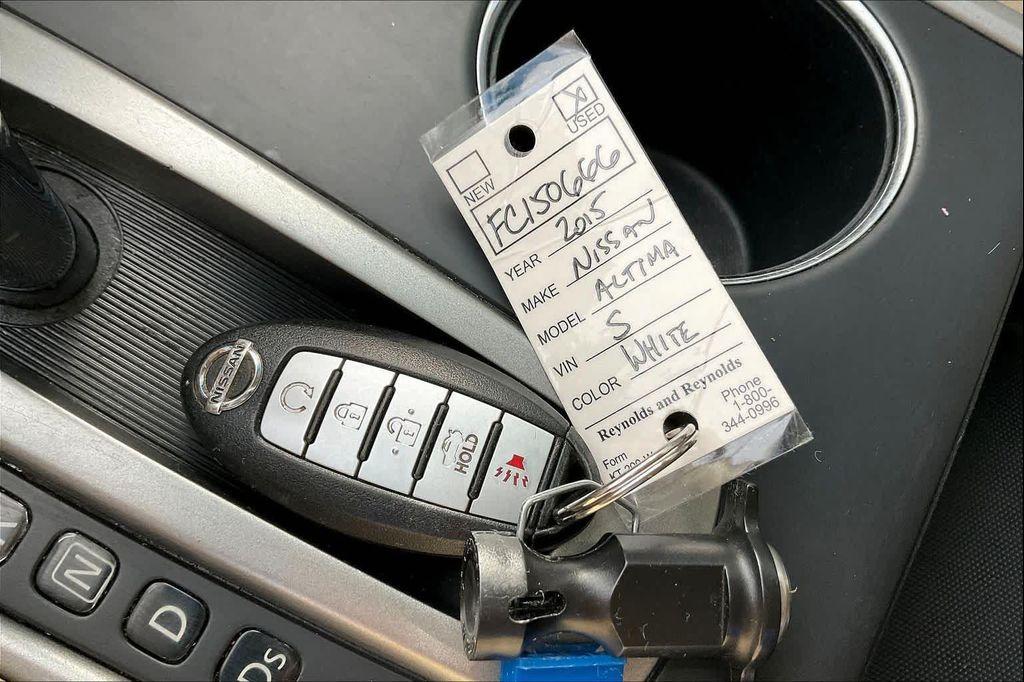 NEW
X USED
FC150666
YEAR 2015
MAKE NISSAN
MODEL ALTIMA
VIN S
COLOR WHITE
Reynolds and Reynolds
Phone
1-800-
344-0996
Form
NISSAN
HOLD
N
D
Ds